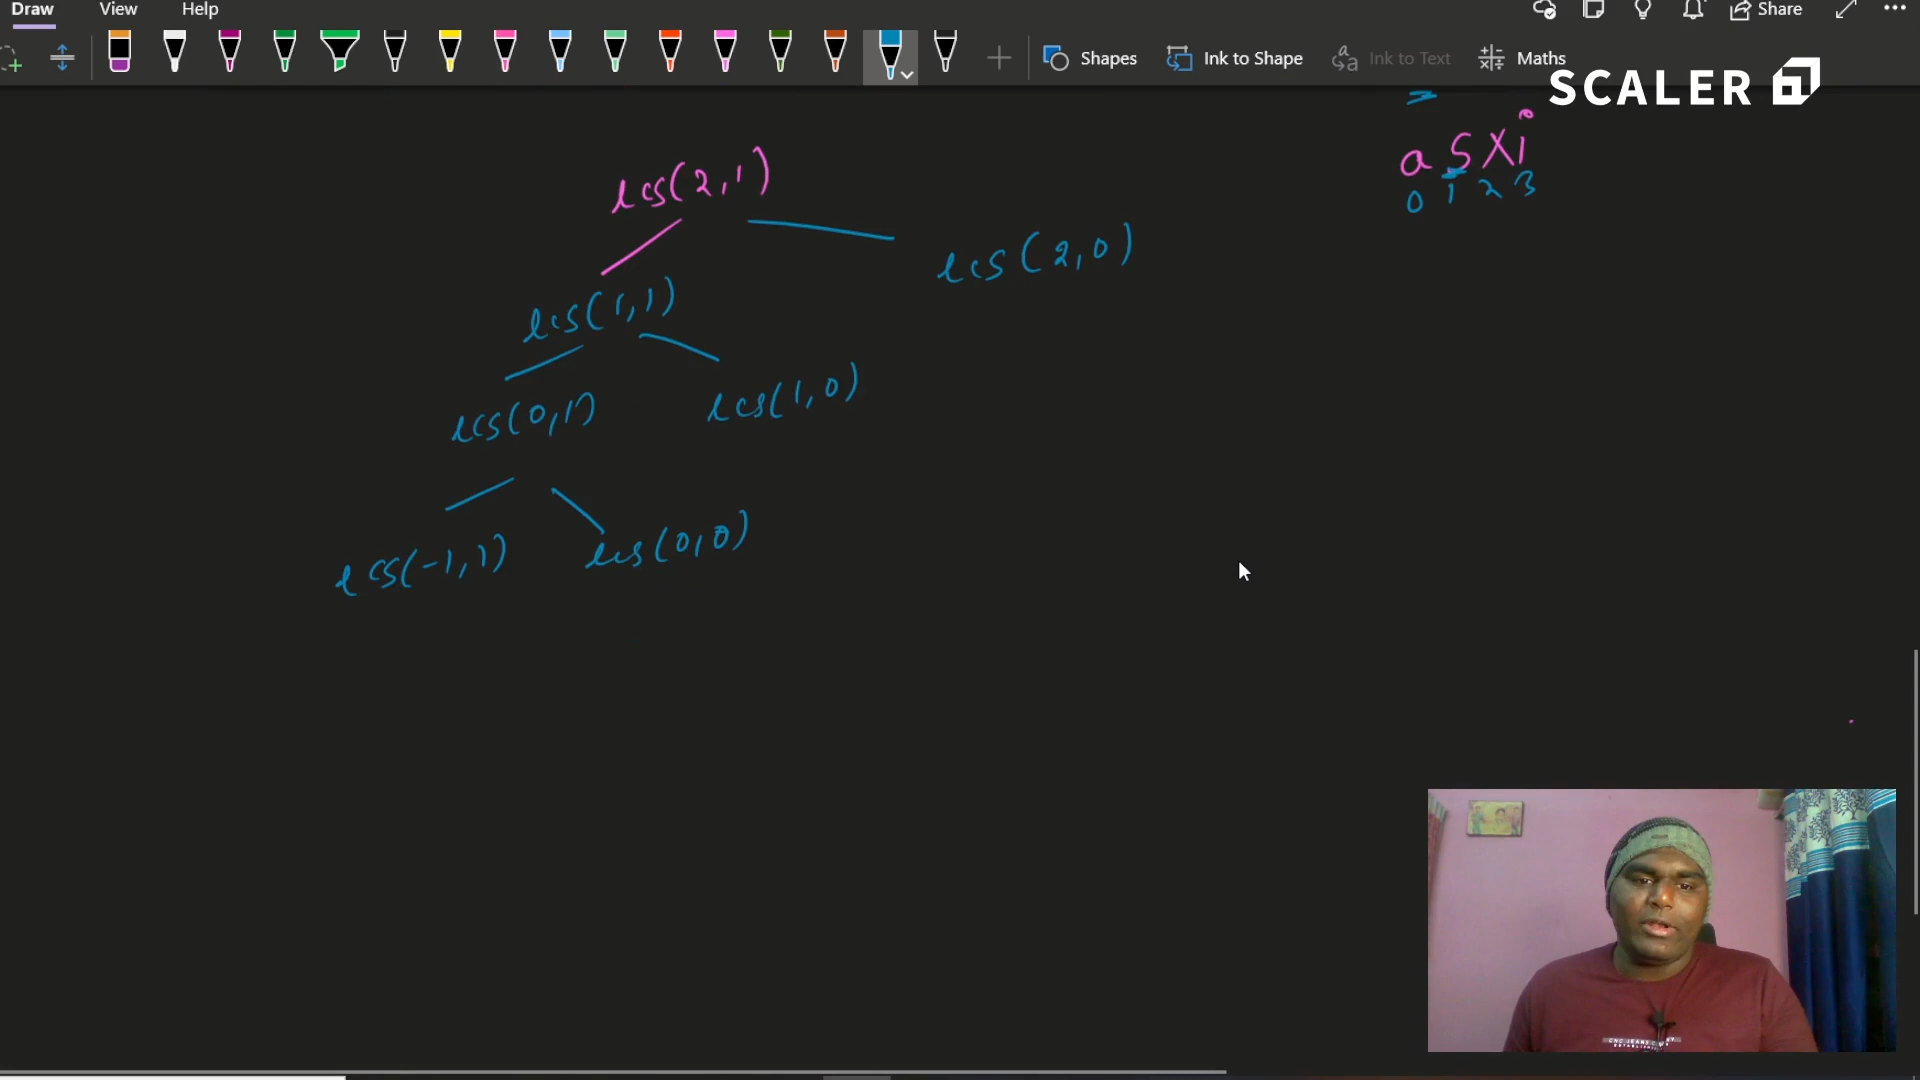 Draw View Help
Share
Shapes Ink to Shape Ink to Text Maths
SCALER
a S X i
0 1 2 3
lcs(2,1)
lcs(2,0)
lcs(1,1)
lcs(0,1) lcs(1,0)
lcs(-1,1) lcs(0,0)